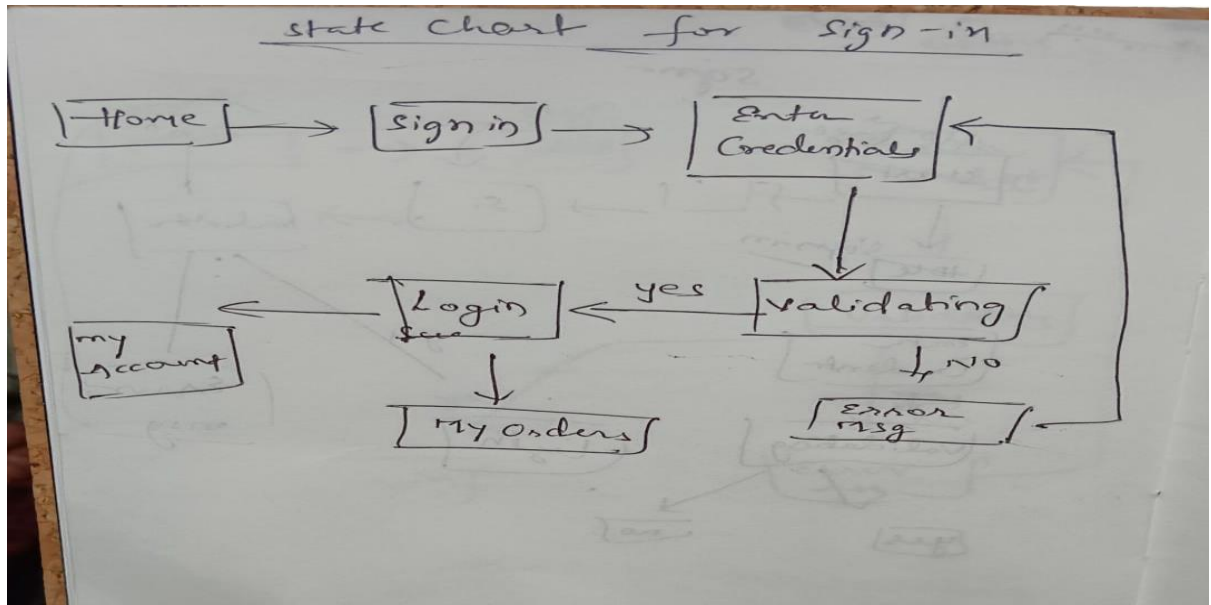 state chart for Sign-in
Home
Sign in
Enter
Credentials
yes
Login
validating
my
Account
NO
My Orders
Error
Msg